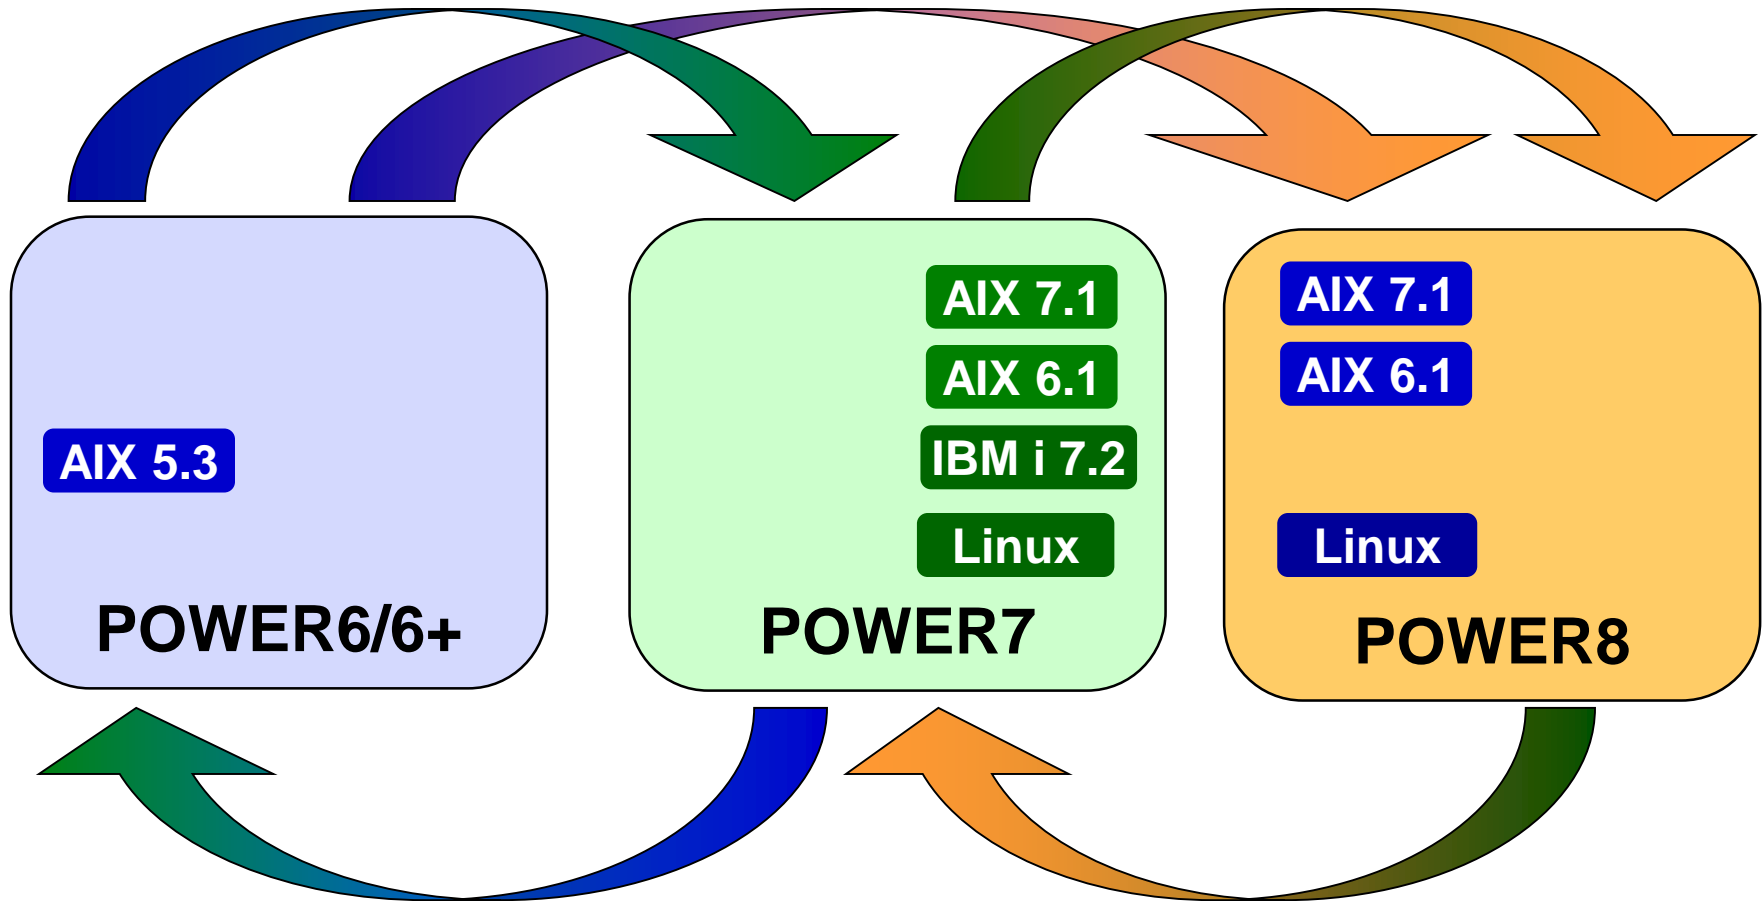 AIX 5.3
POWER6/6+
AIX 7.1
AIX 6.1
IBM i 7.2
Linux
POWER7
AIX 7.1
AIX 6.1
Linux
POWER8